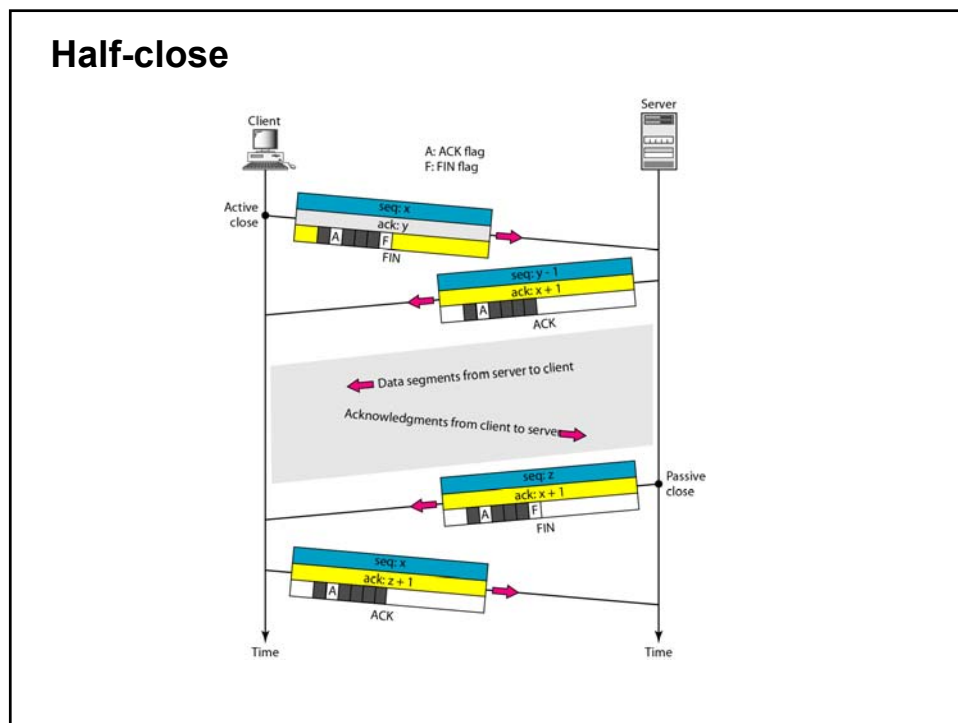 Half-close
Server
Client
A: ACK flag
F: FIN flag
Active
close
seq: x
ack: y
A F
FIN
seq: y - 1
ack: x + 1
A
ACK
Data segments from server to client
Acknowledgments from client to server
seq: z
ack: x + 1
A F
FIN
Passive
close
seq: x
ack: z + 1
A
ACK
Time
Time